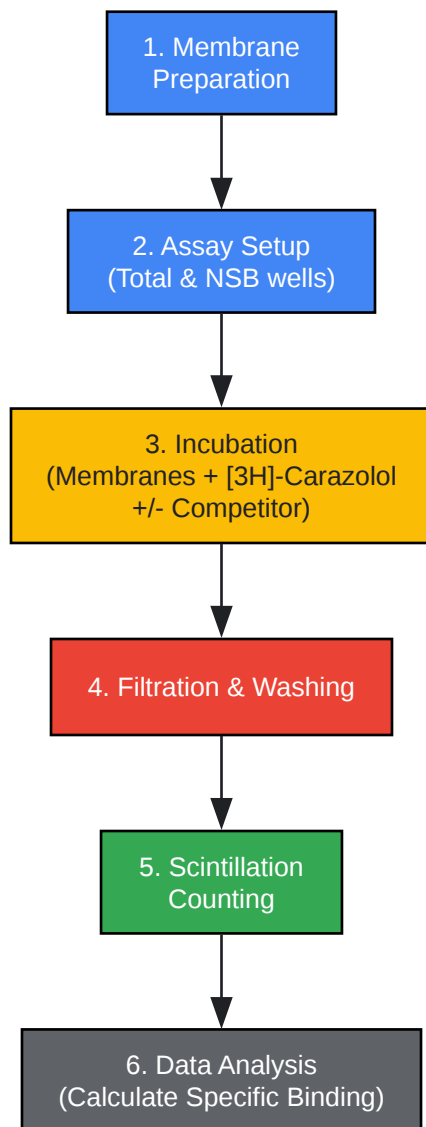 1. Membrane
Preparation
2. Assay Setup
(Total & NSB wells)
3. Incubation
(Membranes + [3H]-Carazolol
+/- Competitor)
4. Filtration & Washing
5. Scintillation
Counting
6. Data Analysis
(Calculate Specific Binding)